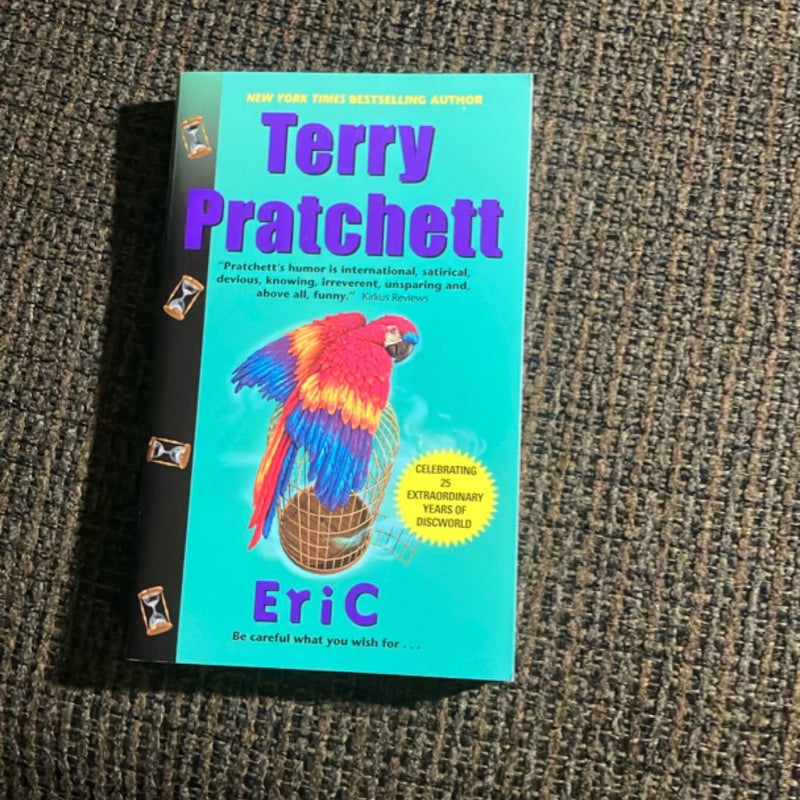 NEW YORK TIMES BESTSELLING AUTHOR
Terry
Pratchett
"Pratchett's humor is international, satirical,
devious, knowing, irreverent, unsparing and,
above all, funny." Kirkus Reviews
CELEBRATING
25
EXTRAORDINARY
YEARS OF
DISCWORLD
EriC
Be careful what you wish for . . .